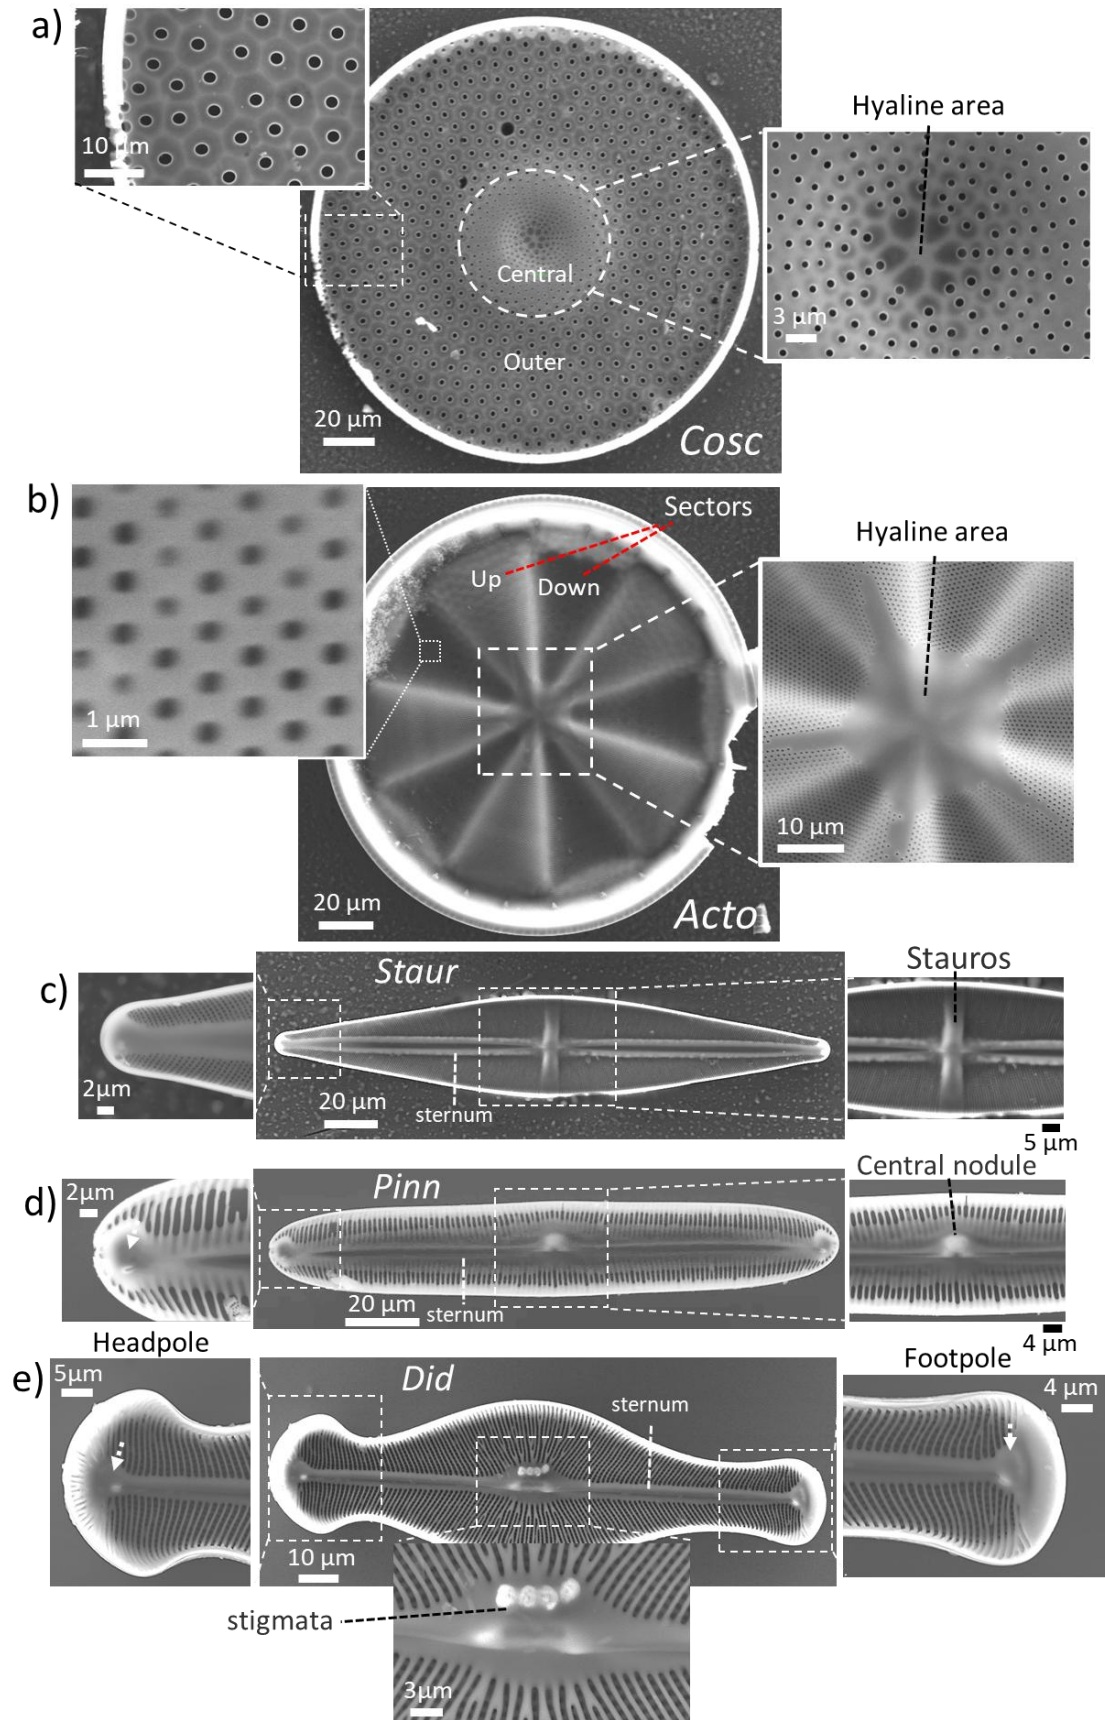 a)
10 μm
Hyaline area
3 μm
Central
Outer
20 μm
Cosc
b)
Sectors
Up
Down
Hyaline area
1 μm
10 μm
20 μm
Acto
c)
Staur
Stauros
2μm
20 μm
sternum
5 μm
d)
2μm
Pinn
Central nodule
20 μm
sternum
4 μm
Headpole
e)
5μm
Did
sternum
Footpole
4 μm
10 μm
stigmata
3μm